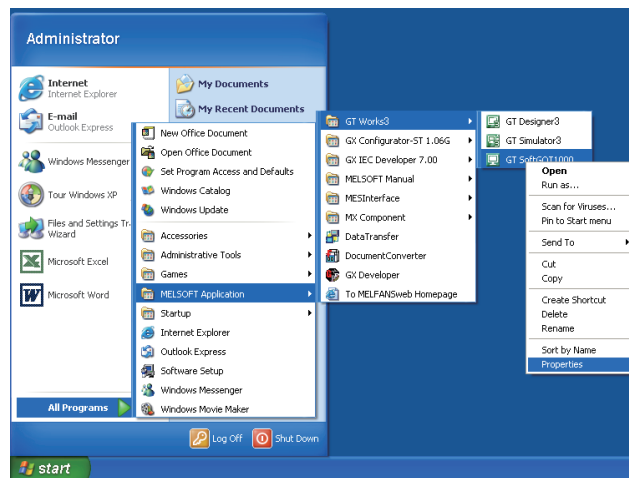 Administrator
Internet
Internet Explorer
E-mail
Outlook Express
Windows Messenger
Tour Windows XP
Files and Settings Tr
Wizard
Microsoft Excel
Microsoft Word
All Programs
My Documents
My Recent Documents
New Office Document
Open Office Document
Set Program Access and Defaults
Windows Catalog
Windows Update
Accessories
Administrative Tools
Games
MELSOFT Application
Startup
Internet Explorer
Outlook Express
Software Setup
Windows Messenger
Windows Movie Maker
GT Works3
GX Configurator-ST 1.06G
GX IEC Developer 7.00
MELSOFT Manual
MESInterface
MX Component
DataTransfer
DocumentConverter
GX Developer
To MELFANSweb Homepage
GT Designer3
GT Simulator3
GT SoftGOT1000
Open
Run as...
Scan for Viruses...
Pin to Start menu
Send To
Cut
Copy
Create Shortcut
Delete
Rename
Sort by Name
Properties
Log Off
Shut Down
start